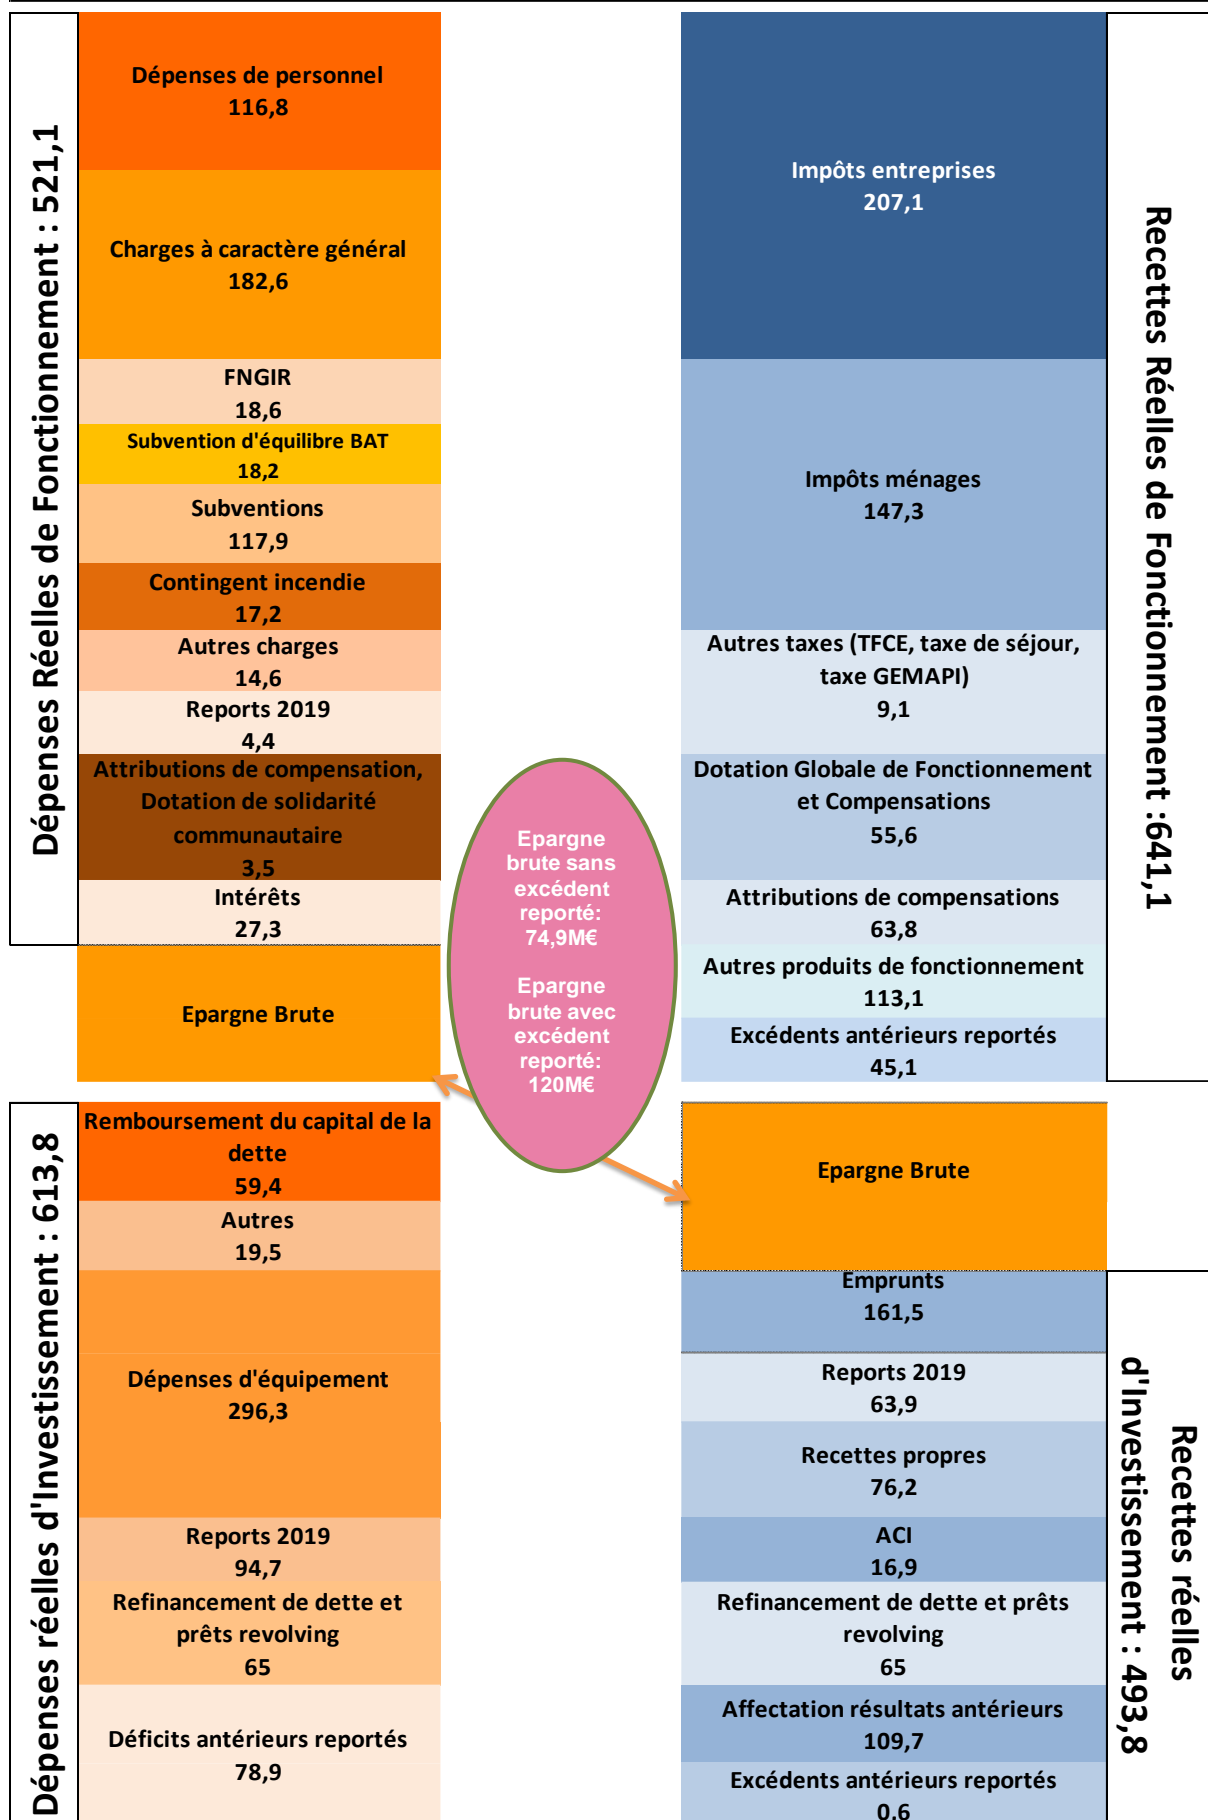 Dépenses Réelles de Fonctionnement : 521,1
Dépenses de personnel
116,8
Charges à caractère général
182,6
FNGIR
18,6
Subvention d'équilibre BAT
18,2
Subventions
117,9
Contingent incendie
17,2
Autres charges
14,6
Reports 2019
4,4
Attributions de compensation,
Dotation de solidarité
communautaire
3,5
Intérêts
27,3
Epargne Brute
Epargne
brute sans
excédent
reporté:
74,9M€
Epargne
brute avec
excédent
reporté:
120M€
Impôts entreprises
207,1
Impôts ménages
147,3
Autres taxes (TFCE, taxe de séjour,
taxe GEMAPI)
9,1
Dotation Globale de Fonctionnement
et Compensations
55,6
Attributions de compensations
63,8
Autres produits de fonctionnement
113,1
Excédents antérieurs reportés
45,1
Recettes Réelles de Fonctionnement :641,1
Dépenses réelles d'Investissement : 613,8
Remboursement du capital de la
dette
59,4
Autres
19,5
Dépenses d'équipement
296,3
Reports 2019
94,7
Refinancement de dette et
prêts revolving
65
Déficits antérieurs reportés
78,9
Epargne Brute
Emprunts
161,5
Reports 2019
63,9
Recettes propres
76,2
ACI
16,9
Refinancement de dette et prêts
revolving
65
Affectation résultats antérieurs
109,7
Excédents antérieurs reportés
0,6
Recettes réelles
d'Investissement : 493,8